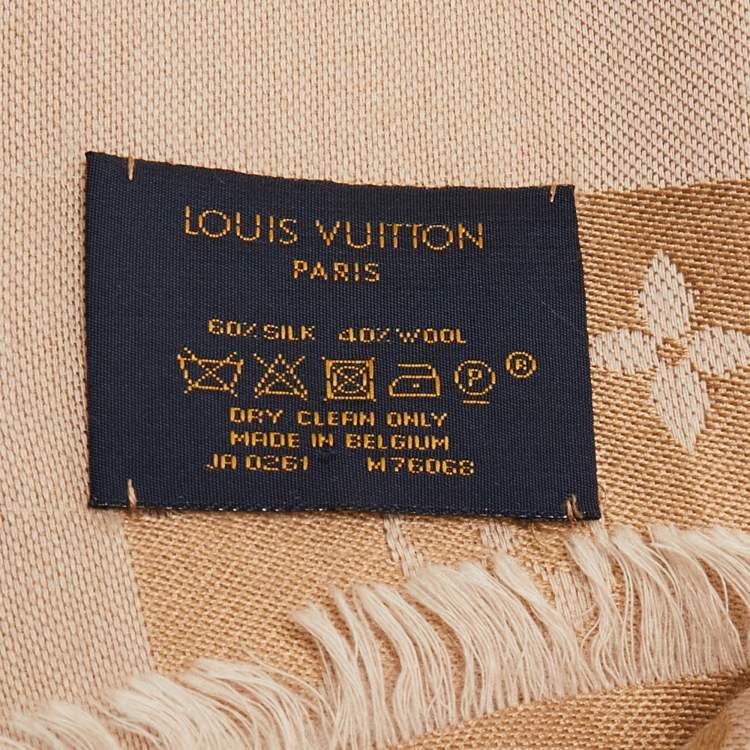 LOUIS VUITTON
PARIS
60% SILK 40% WOOL
P ®
DRY CLEAN ONLY
MADE IN BELGIUM
JA 0261 M76068